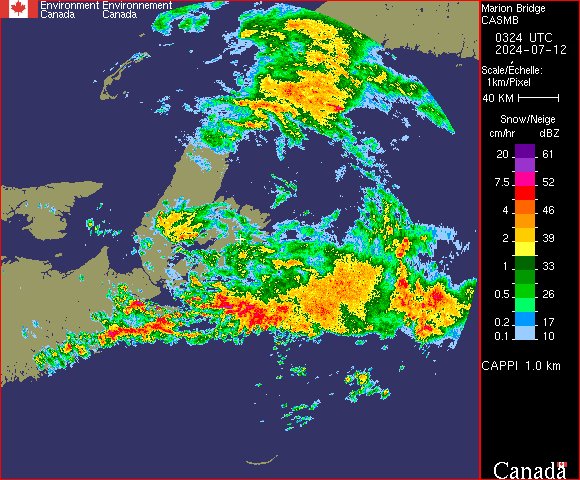 Environment Environnement
Canada Canada
Marion Bridge
CASMB
0324 UTC
2024-07-12
Scale/Échelle:
1km/Pixel
40 KM
Snow/Neige
cm/hr dBZ
20 61
57
7.5 52
4 46
2 39
1 33
0.5 26
0.2 17
0.1 10
CAPPI 1.0 km
Canada